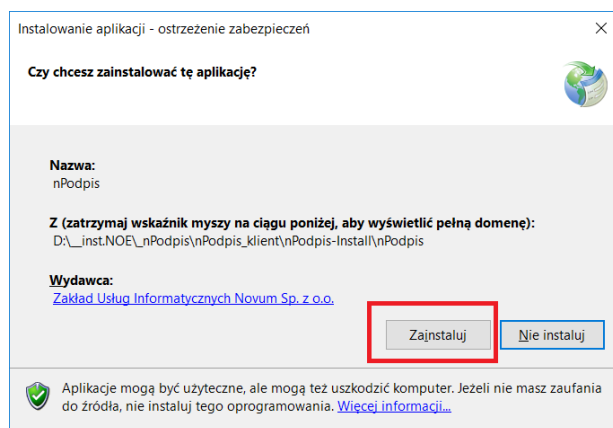 Instalowanie aplikacji - ostrzeżenie zabezpieczeń
Czy chcesz zainstalować tę aplikację?
Nazwa:
nPodpis
Z (zatrzymaj wskaźnik myszy na ciągu poniżej, aby wyświetlić pełną domenę):
D:\__inst.NOE\_nPodpis\nPodpis_klient\nPodpis-Install\nPodpis
Wydawca:
Zakład Usług Informatycznych Novum Sp. z o.o.
Zainstaluj
Nie instaluj
Aplikacje mogą być użyteczne, ale mogą też uszkodzić komputer. Jeżeli nie masz zaufania
do źródła, nie instaluj tego oprogramowania. Więcej informacji...